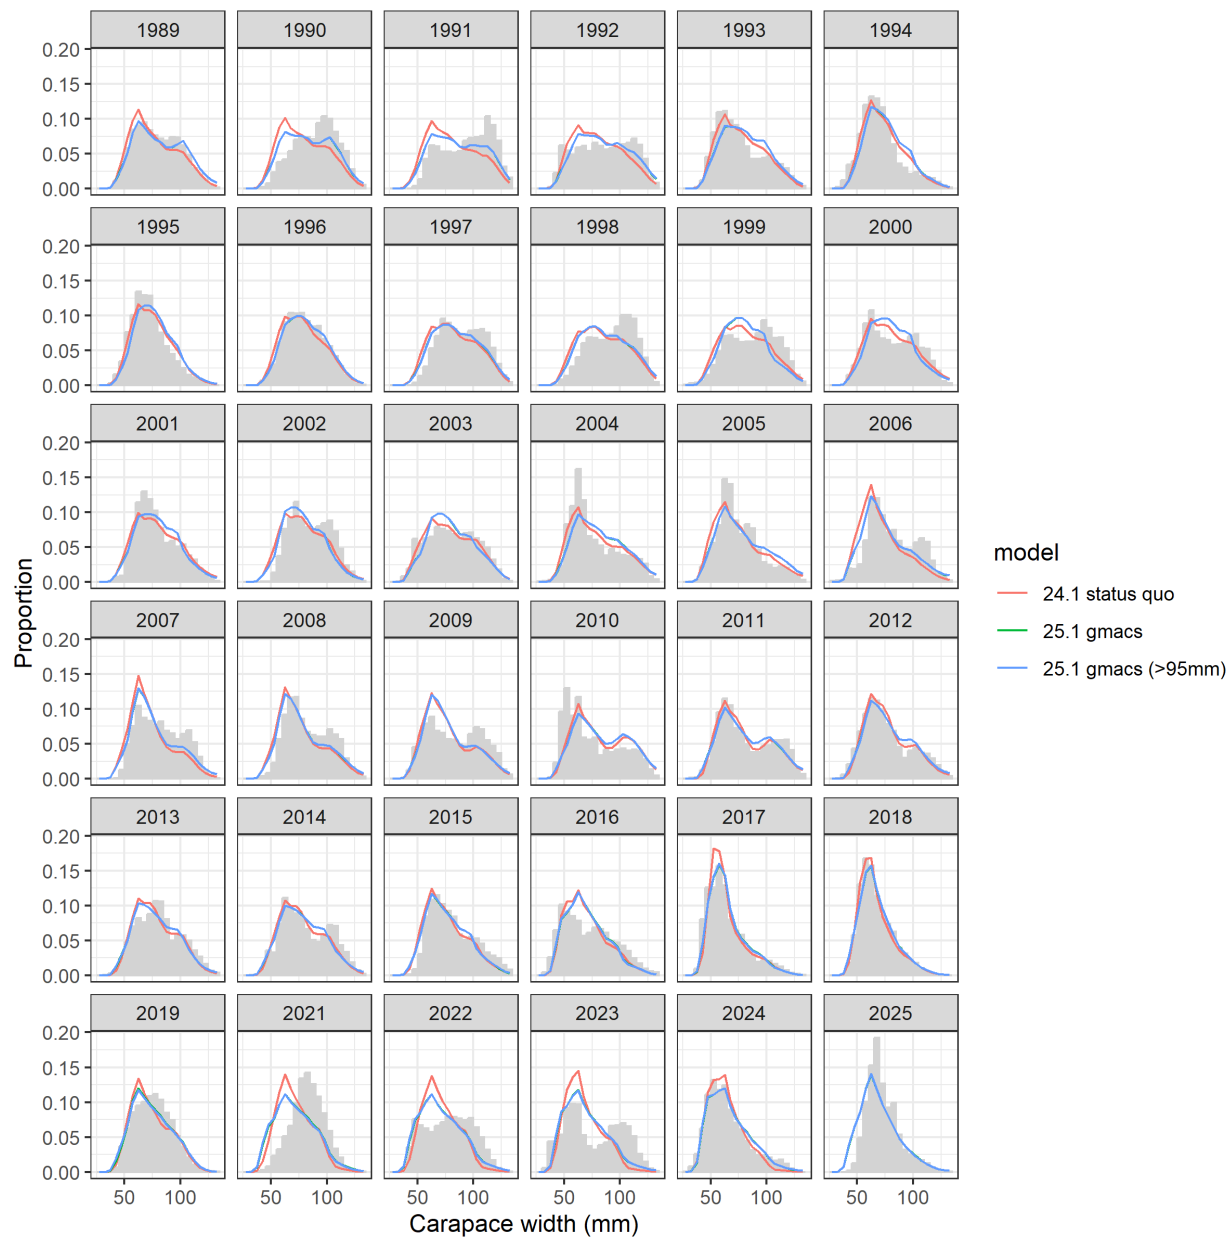 1989 1990 1991 1992 1993 1994
0.20
0.15
0.10
0.05
0.00
1995 1996 1997 1998 1999 2000
0.20
0.15
0.10
0.05
0.00
2001 2002 2003 2004 2005 2006
0.20
0.15
0.10
0.05
0.00
2007 2008 2009 2010 2011 2012
0.20
0.15
0.10
0.05
0.00
2013 2014 2015 2016 2017 2018
0.20
0.15
0.10
0.05
0.00
2019 2021 2022 2023 2024 2025
0.20
0.15
0.10
0.05
0.00
50 100 50 100 50 100 50 100 50 100 50 100
Carapace width (mm)
Proportion
model
24.1 status quo
25.1 gmacs
25.1 gmacs (>95mm)